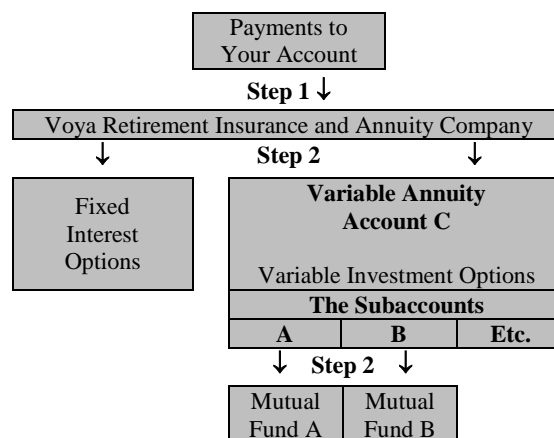 Payments to
Your Account
Step 1 ↓
Voya Retirement Insurance and Annuity Company
↓ Step 2 ↓
Fixed
Interest
Options
Variable Annuity
Account C
Variable Investment Options
The Subaccounts
A B Etc.
↓ Step 2 ↓
Mutual
Fund A
Mutual
Fund B